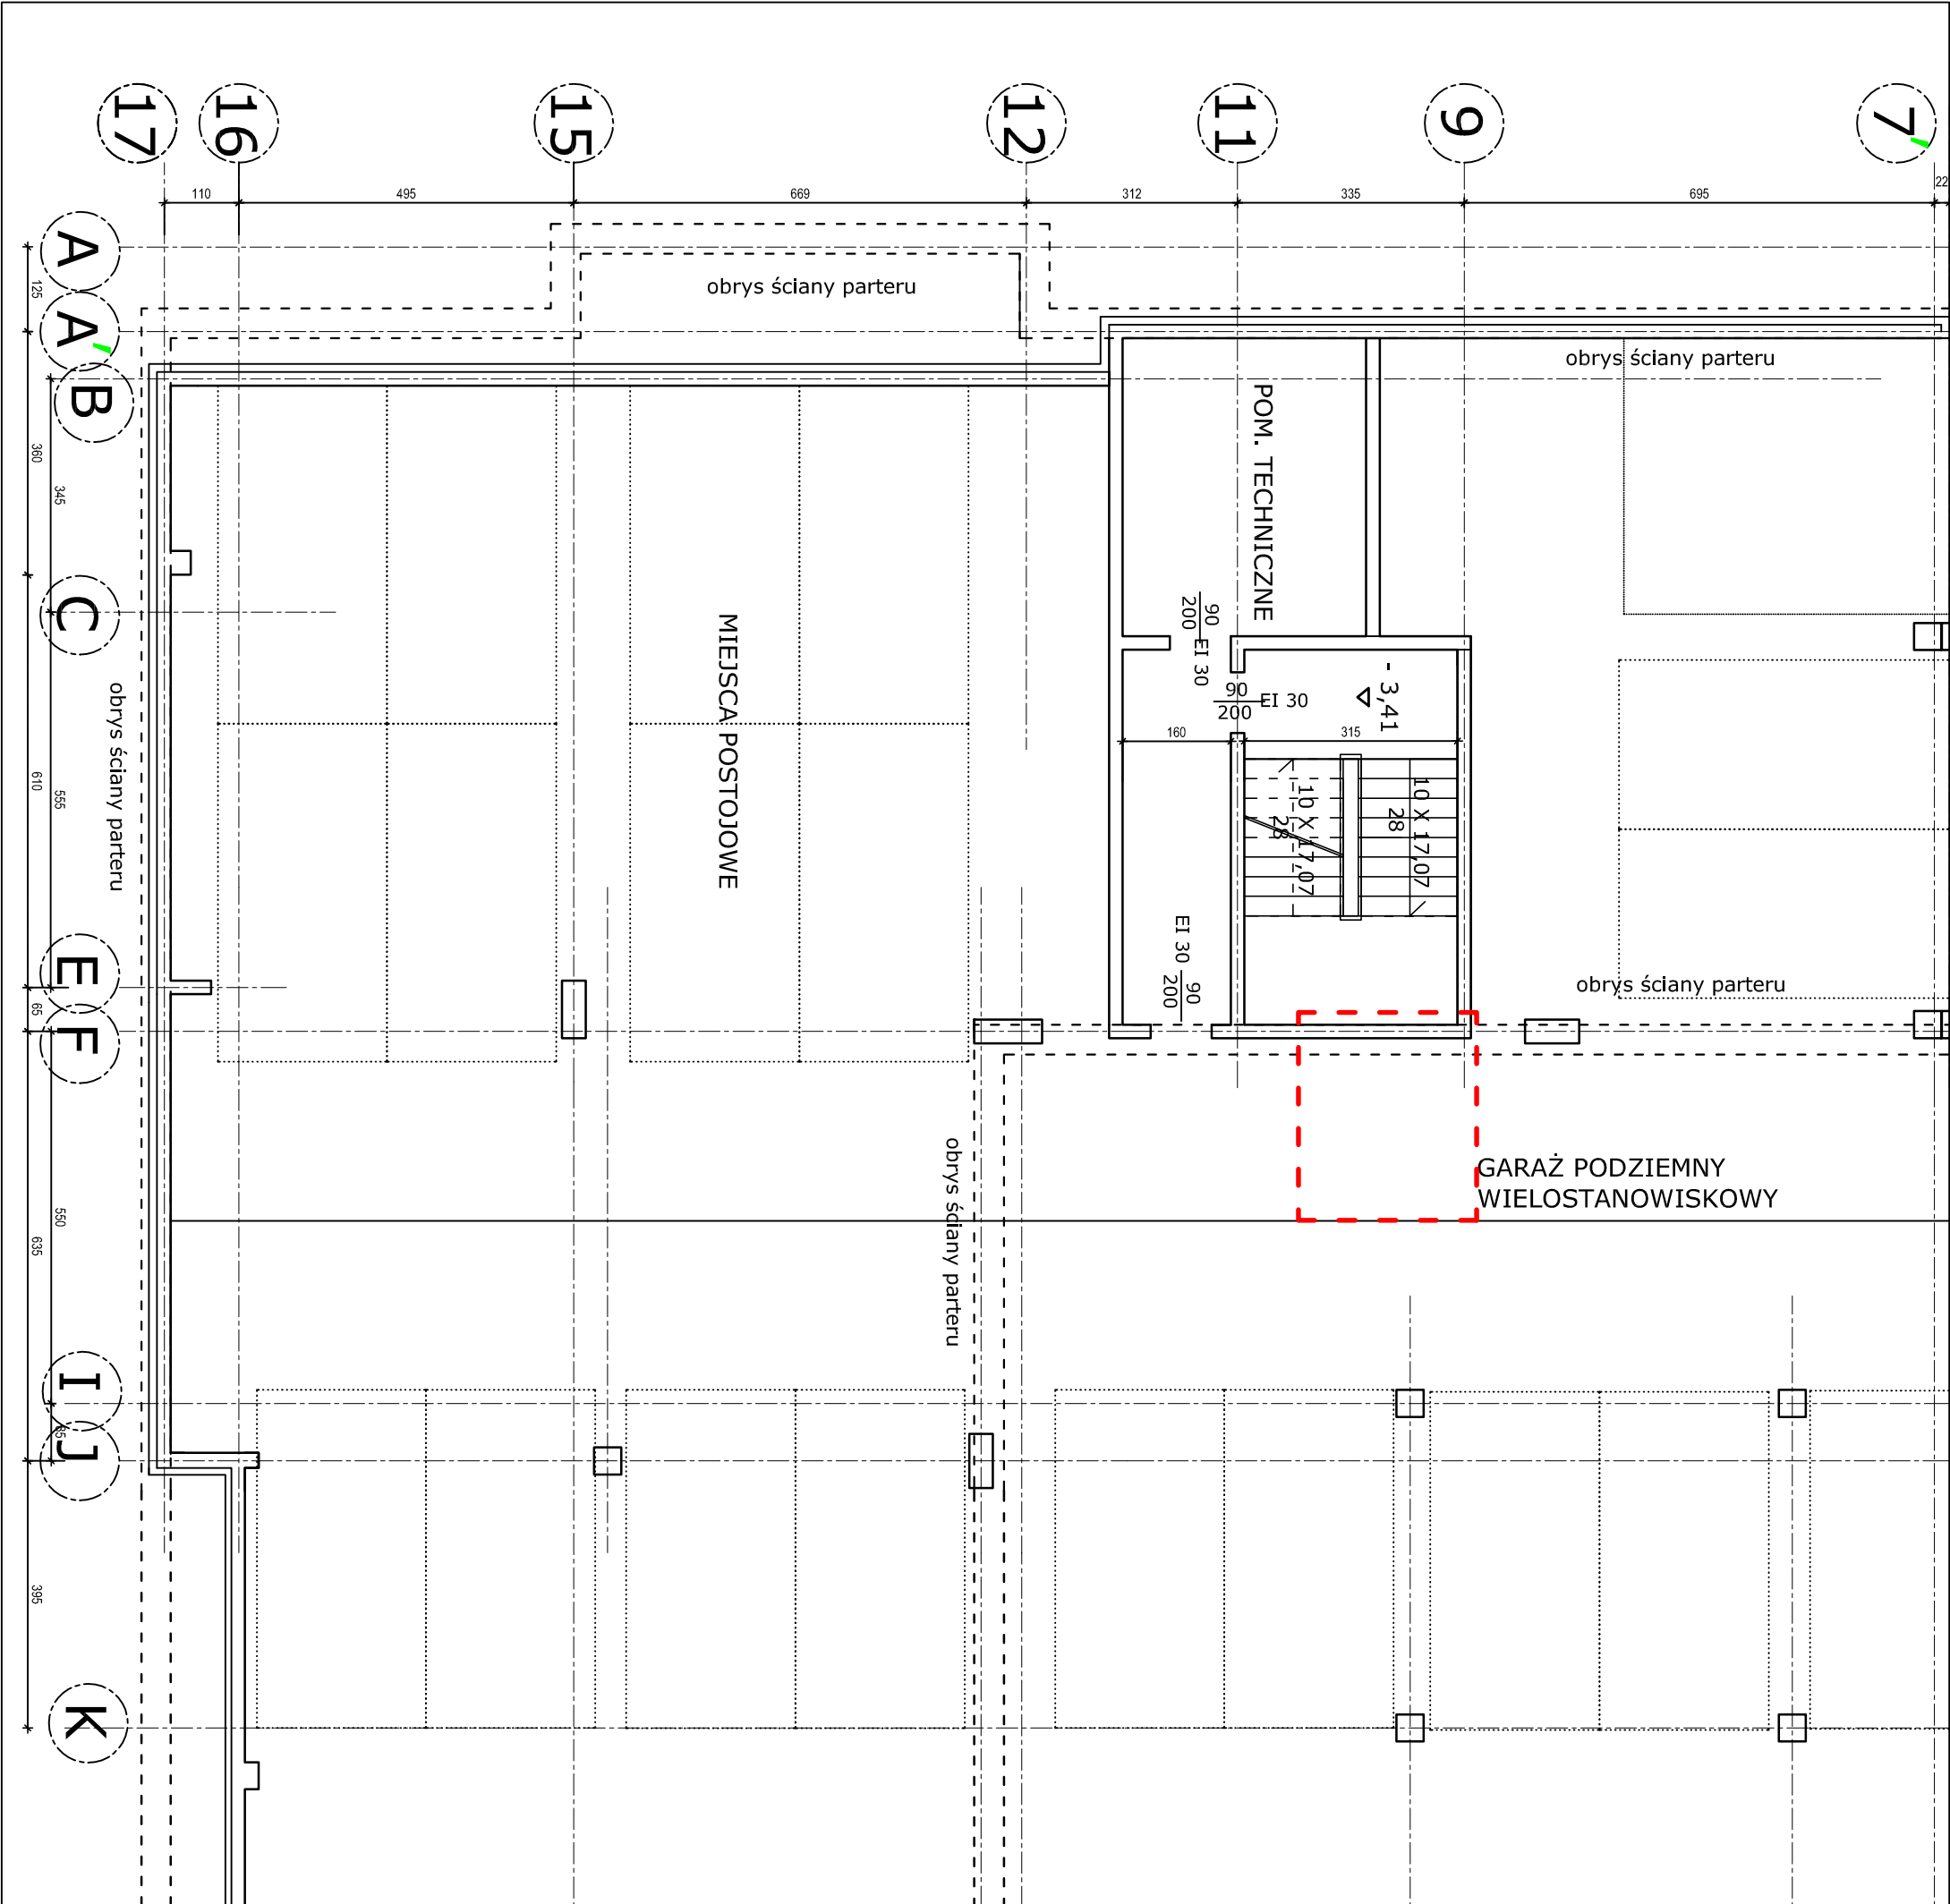 17
16
15
12
11
9
7'
110
495
669
312
335
695
22
A
125
A'
B
360
345
C
610
555
E
65
F
550
635
I
85
J
395
K
obrys ściany parteru
obrys ściany parteru
POM. TECHNICZNE
90
200
EI 30
90
200
EI 30
- 3,41
160
315
10 X 17,07
28
10 X 17,07
28
MIEJSCA POSTOJOWE
obrys ściany parteru
EI 30
90
200
obrys ściany parteru
obrys ściany parteru
GARAŻ PODZIEMNY
WIELOSTANOWISKOWY